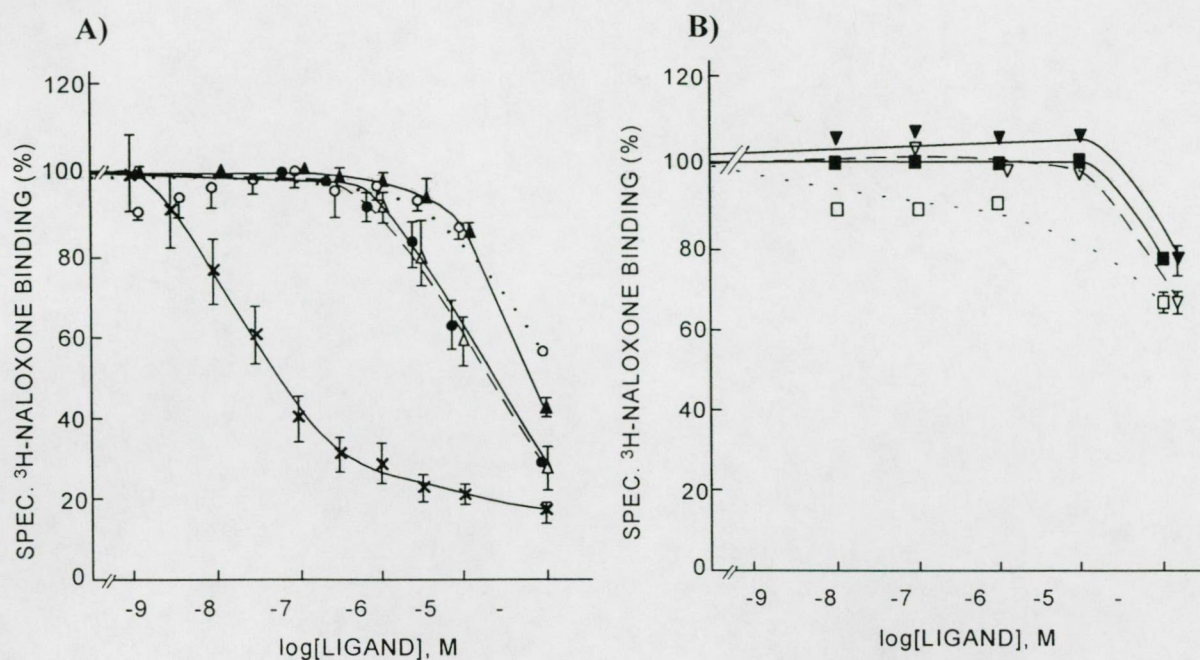 A)
SPEC. ³H-NALOXONE BINDING (%)
120
100
80
60
40
20
0
-9 -8 -7 -6 -5 -
log[LIGAND], M
B)
SPEC. ³H-NALOXONE BINDING (%)
120
100
80
60
40
20
0
-9 -8 -7 -6 -5 -
log[LIGAND], M